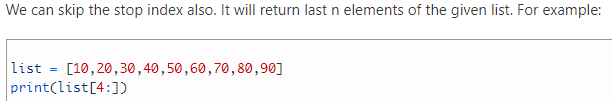 We can skip the stop index also. It will return last n elements of the given list. For example:
list = [10,20,30,40,50,60,70,80,90]
print(list[4:])